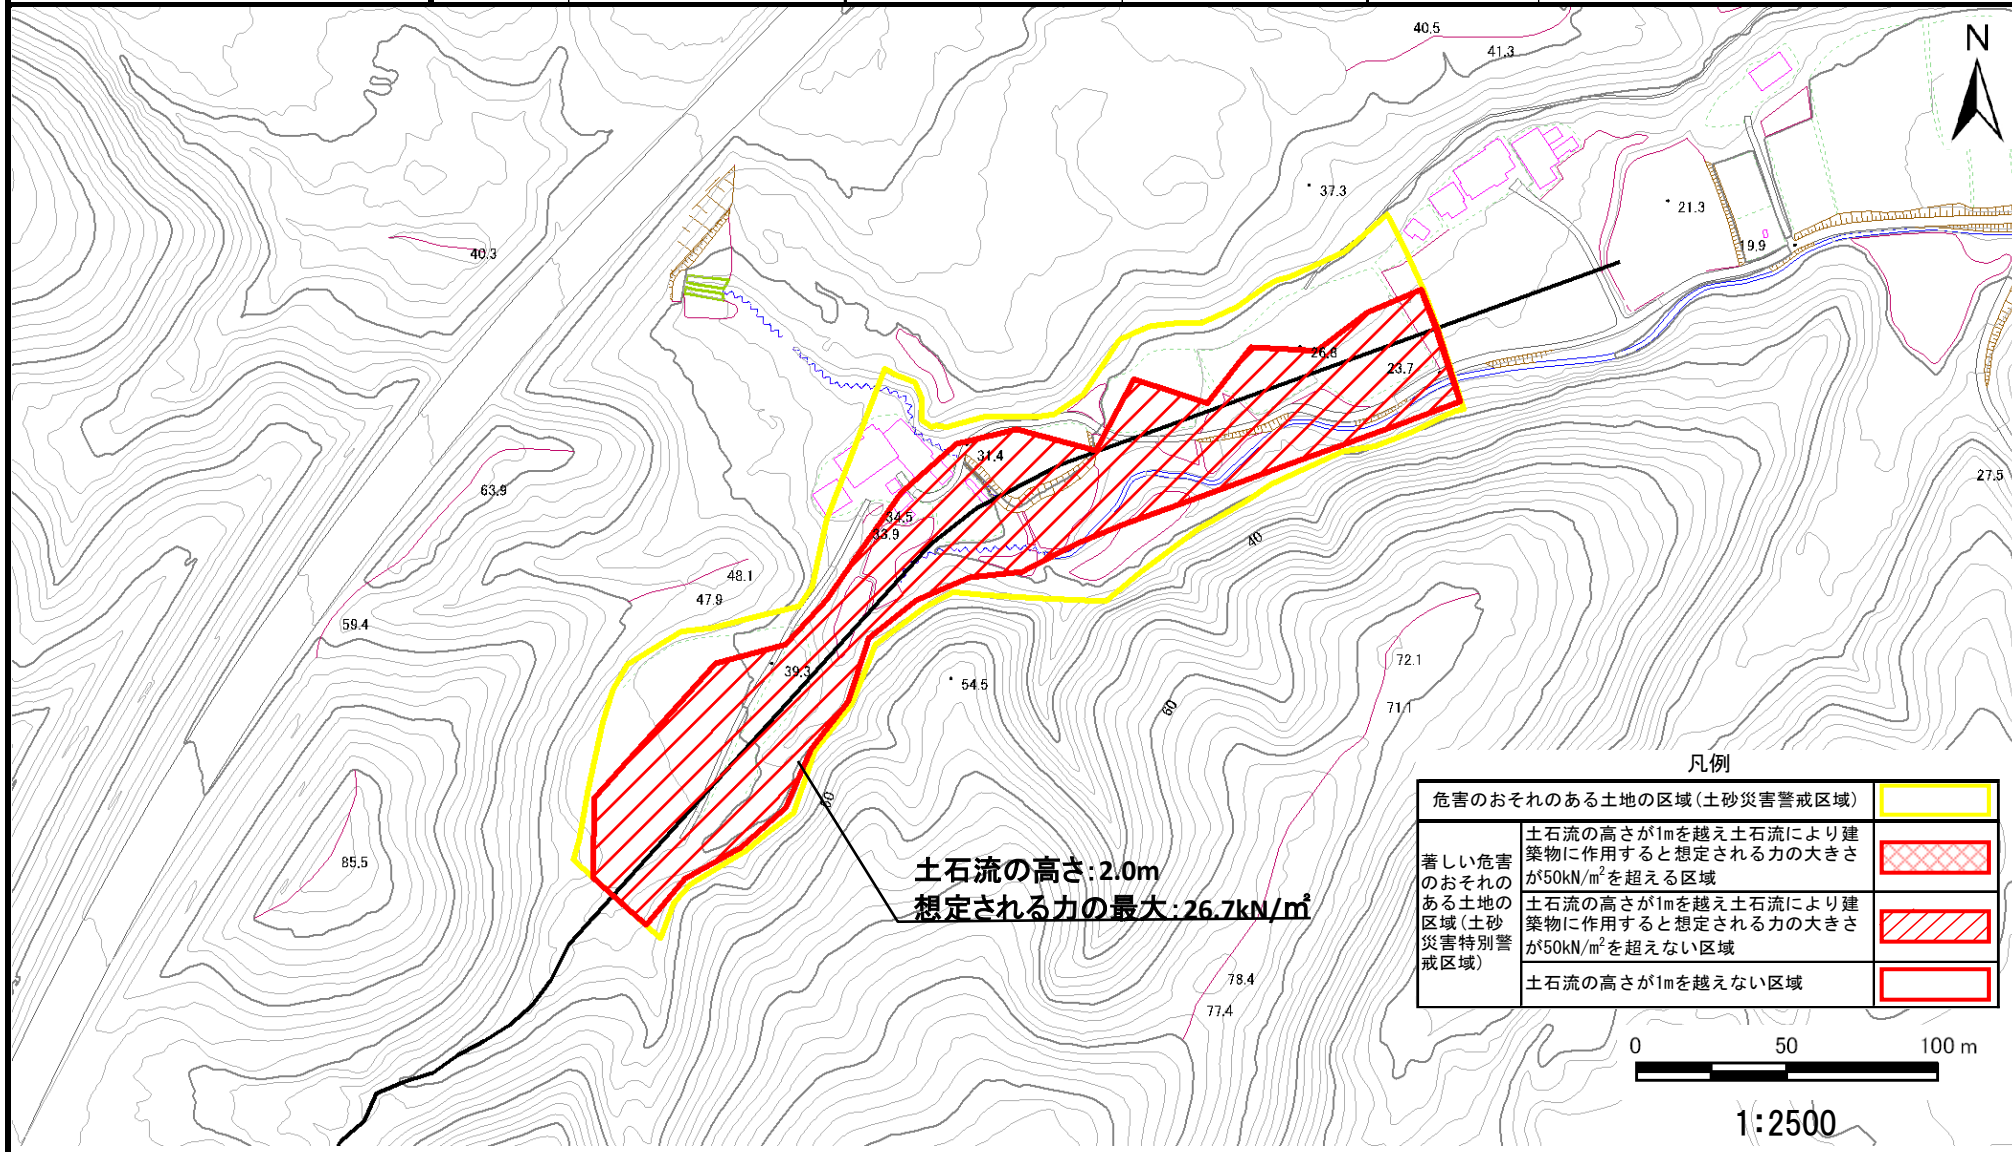 40.5
41.3
N
37.3
21.3
19.9
40.3
26.8
23.7
31.4
63.9
27.5
34.5
33.9
40
48.1
47.9
59.4
72.1
39.3
54.5
60
71.1
60
85.5
土石流の高さ:2.0m
想定される力の最大:26.7kN/㎡
78.4
77.4
凡例
危害のおそれのある土地の区域(土砂災害警戒区域)
著しい危害
のおそれの
ある土地の
区域(土砂
災害特別警
戒区域)
土石流の高さが1mを越え土石流により建
築物に作用すると想定される力の大きさ
が50kN/m²を超える区域
土石流の高さが1mを越え土石流により建
築物に作用すると想定される力の大きさ
が50kN/m²を超えない区域
土石流の高さが1mを越えない区域
0 50 100 m
1:2500